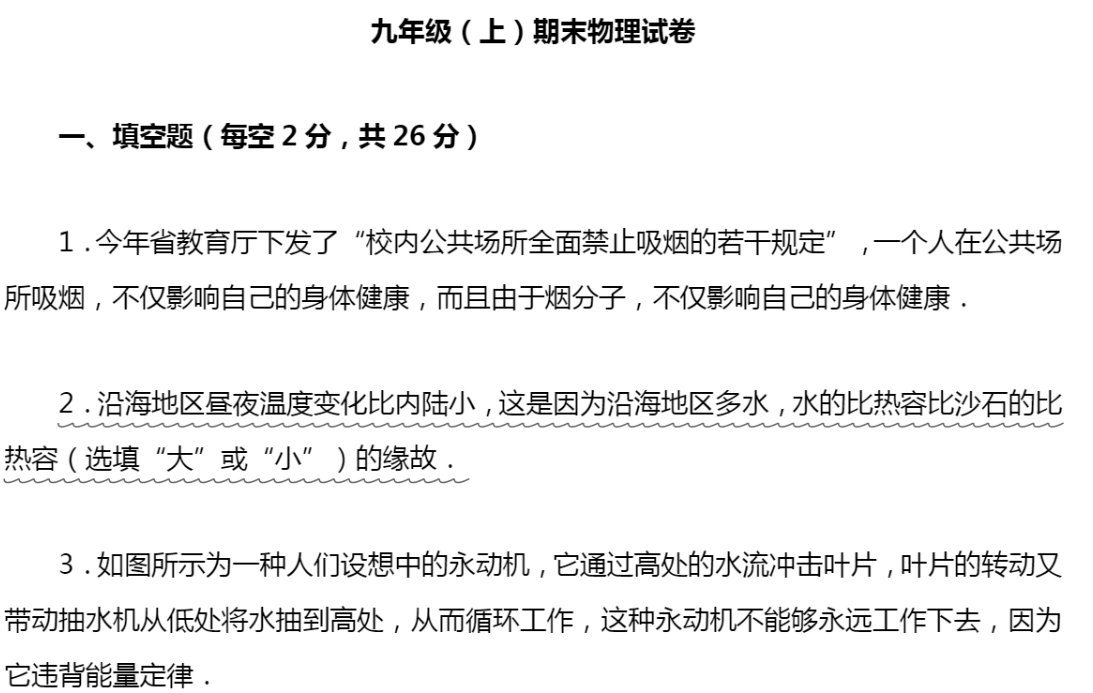 九年级（上）期末物理试卷
一、填空题（每空 2 分，共 26 分）
1．今年省教育厅下发了“校内公共场所全面禁止吸烟的若干规定”，一个人在公共场
所吸烟，不仅影响自己的身体健康，而且由于烟分子，不仅影响自己的身体健康．
2．沿海地区昼夜温度变化比内陆小，这是因为沿海地区多水，水的比热容比沙石的比
热容（选填“大”或“小”）的缘故．
3．如图所示为一种人们设想中的永动机，它通过高处的水流冲击叶片，叶片的转动又
带动抽水机从低处将水抽到高处，从而循环工作，这种永动机不能够永远工作下去，因为
它违背能量定律．